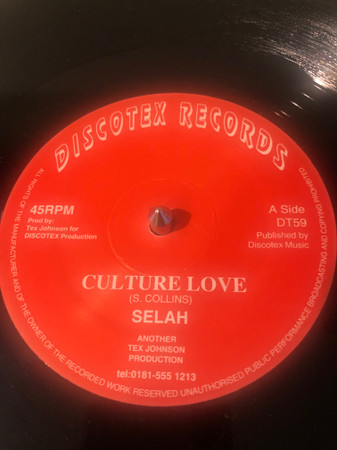 DISCOTEX RECORDS
45RPM
Prod by:
Tex Johnson for
DISCOTEX Production
A Side
DT59
Published by
Discotex Music
CULTURE LOVE
(S. COLLINS)
SELAH
ANOTHER
TEX JOHNSON
PRODUCTION
tel:0181-555 1213
ALL RIGHTS OF THE MANUFACTURER AND OF THE OWNER OF THE RECORDED WORK RESERVED UNAUTHORISED PUBLIC PERFORMANCE BROADCASTING AND COPYING PROHIBITED